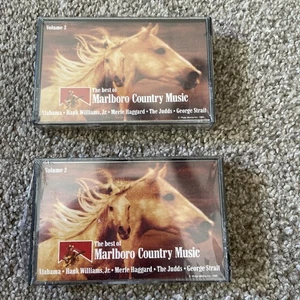 Volume 2
The best of
Marlboro Country Music
Alabama • Hank Williams, Jr. • Merle Haggard • The Judds • George Strait
Volume 2
The best of
Marlboro Country Music
Alabama • Hank Williams, Jr. • Merle Haggard • The Judds • George Strait